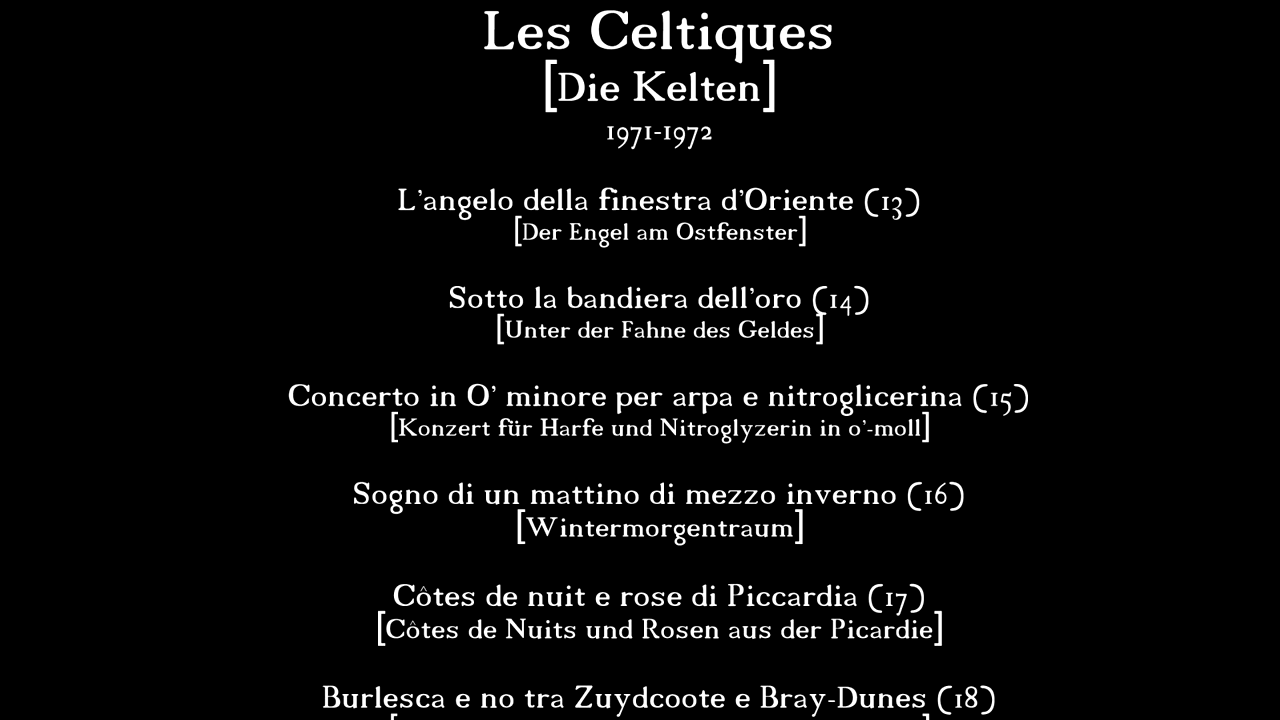 Les Celtiques
[Die Kelten]
1971-1972
L'angelo della finestra d'Oriente (13)
[Der Engel am Ostfenster]
Sotto la bandiera dell'oro (14)
[Unter der Fahne des Geldes]
Concerto in O' minore per arpa e nitroglicerina (15)
[Konzert für Harfe und Nitroglyzerin in o'-moll]
Sogno di un mattino di mezzo inverno (16)
[Wintermorgentraum]
Côtes de nuit e rose di Piccardia (17)
[Côtes de Nuits und Rosen aus der Picardie]
Burlesca e no tra Zuydcoote e Bray-Dunes (18)